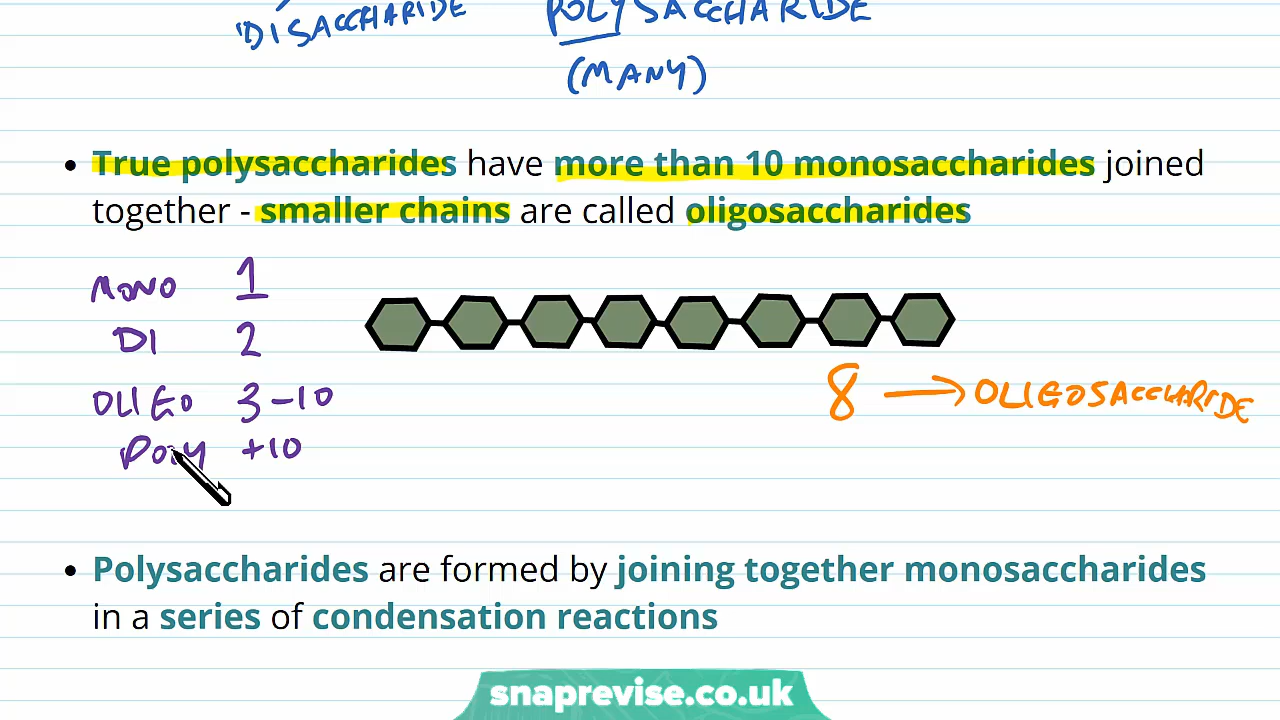 DISACCHARIDE POLYSACCHARIDE
(MANY)
• True polysaccharides have more than 10 monosaccharides joined
together - smaller chains are called oligosaccharides
MONO 1
DI 2
OLIGO 3-10
8 → OLIGOSACCHARIDE
POLY +10
• Polysaccharides are formed by joining together monosaccharides
in a series of condensation reactions
snaprevise.co.uk